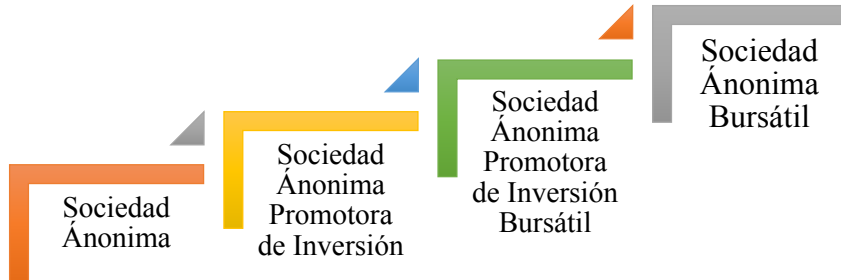 Sociedad
Ánonima
Sociedad
Ánonima
Promotora
de Inversión
Sociedad
Ánonima
Promotora
de Inversión
Bursátil
Sociedad
Ánonima
Bursátil